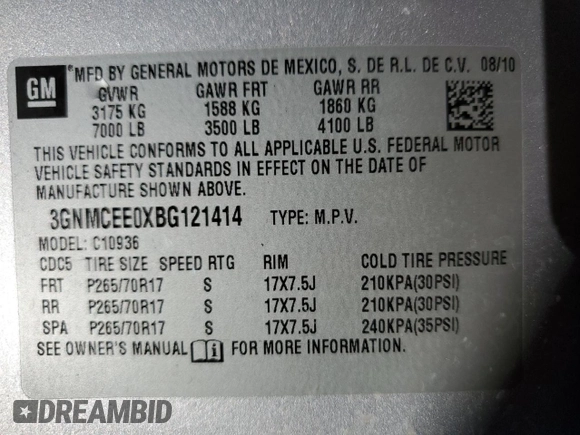 GM ®MFD BY GENERAL MOTORS DE MEXICO, S. DE R.L. DE C.V. 08/10
GVWR GAWR FRT GAWR RR
3175 KG 1588 KG 1860 KG
7000 LB 3500 LB 4100 LB
THIS VEHICLE CONFORMS TO ALL APPLICABLE U.S. FEDERAL MOTOR
VEHICLE SAFETY STANDARDS IN EFFECT ON THE DATE OF
MANUFACTURE SHOWN ABOVE.
3GNMCEE0XBG121414 TYPE: M.P.V.
MODEL: C10936
CDC5 TIRE SIZE SPEED RTG RIM COLD TIRE PRESSURE
FRT P265/70R17 S 17X7.5J 210KPA(30PSI)
RR P265/70R17 S 17X7.5J 210KPA(30PSI)
SPA P265/70R17 S 17X7.5J 240KPA(35PSI)
SEE OWNER'S MANUAL FOR MORE INFORMATION.
DREAMBID